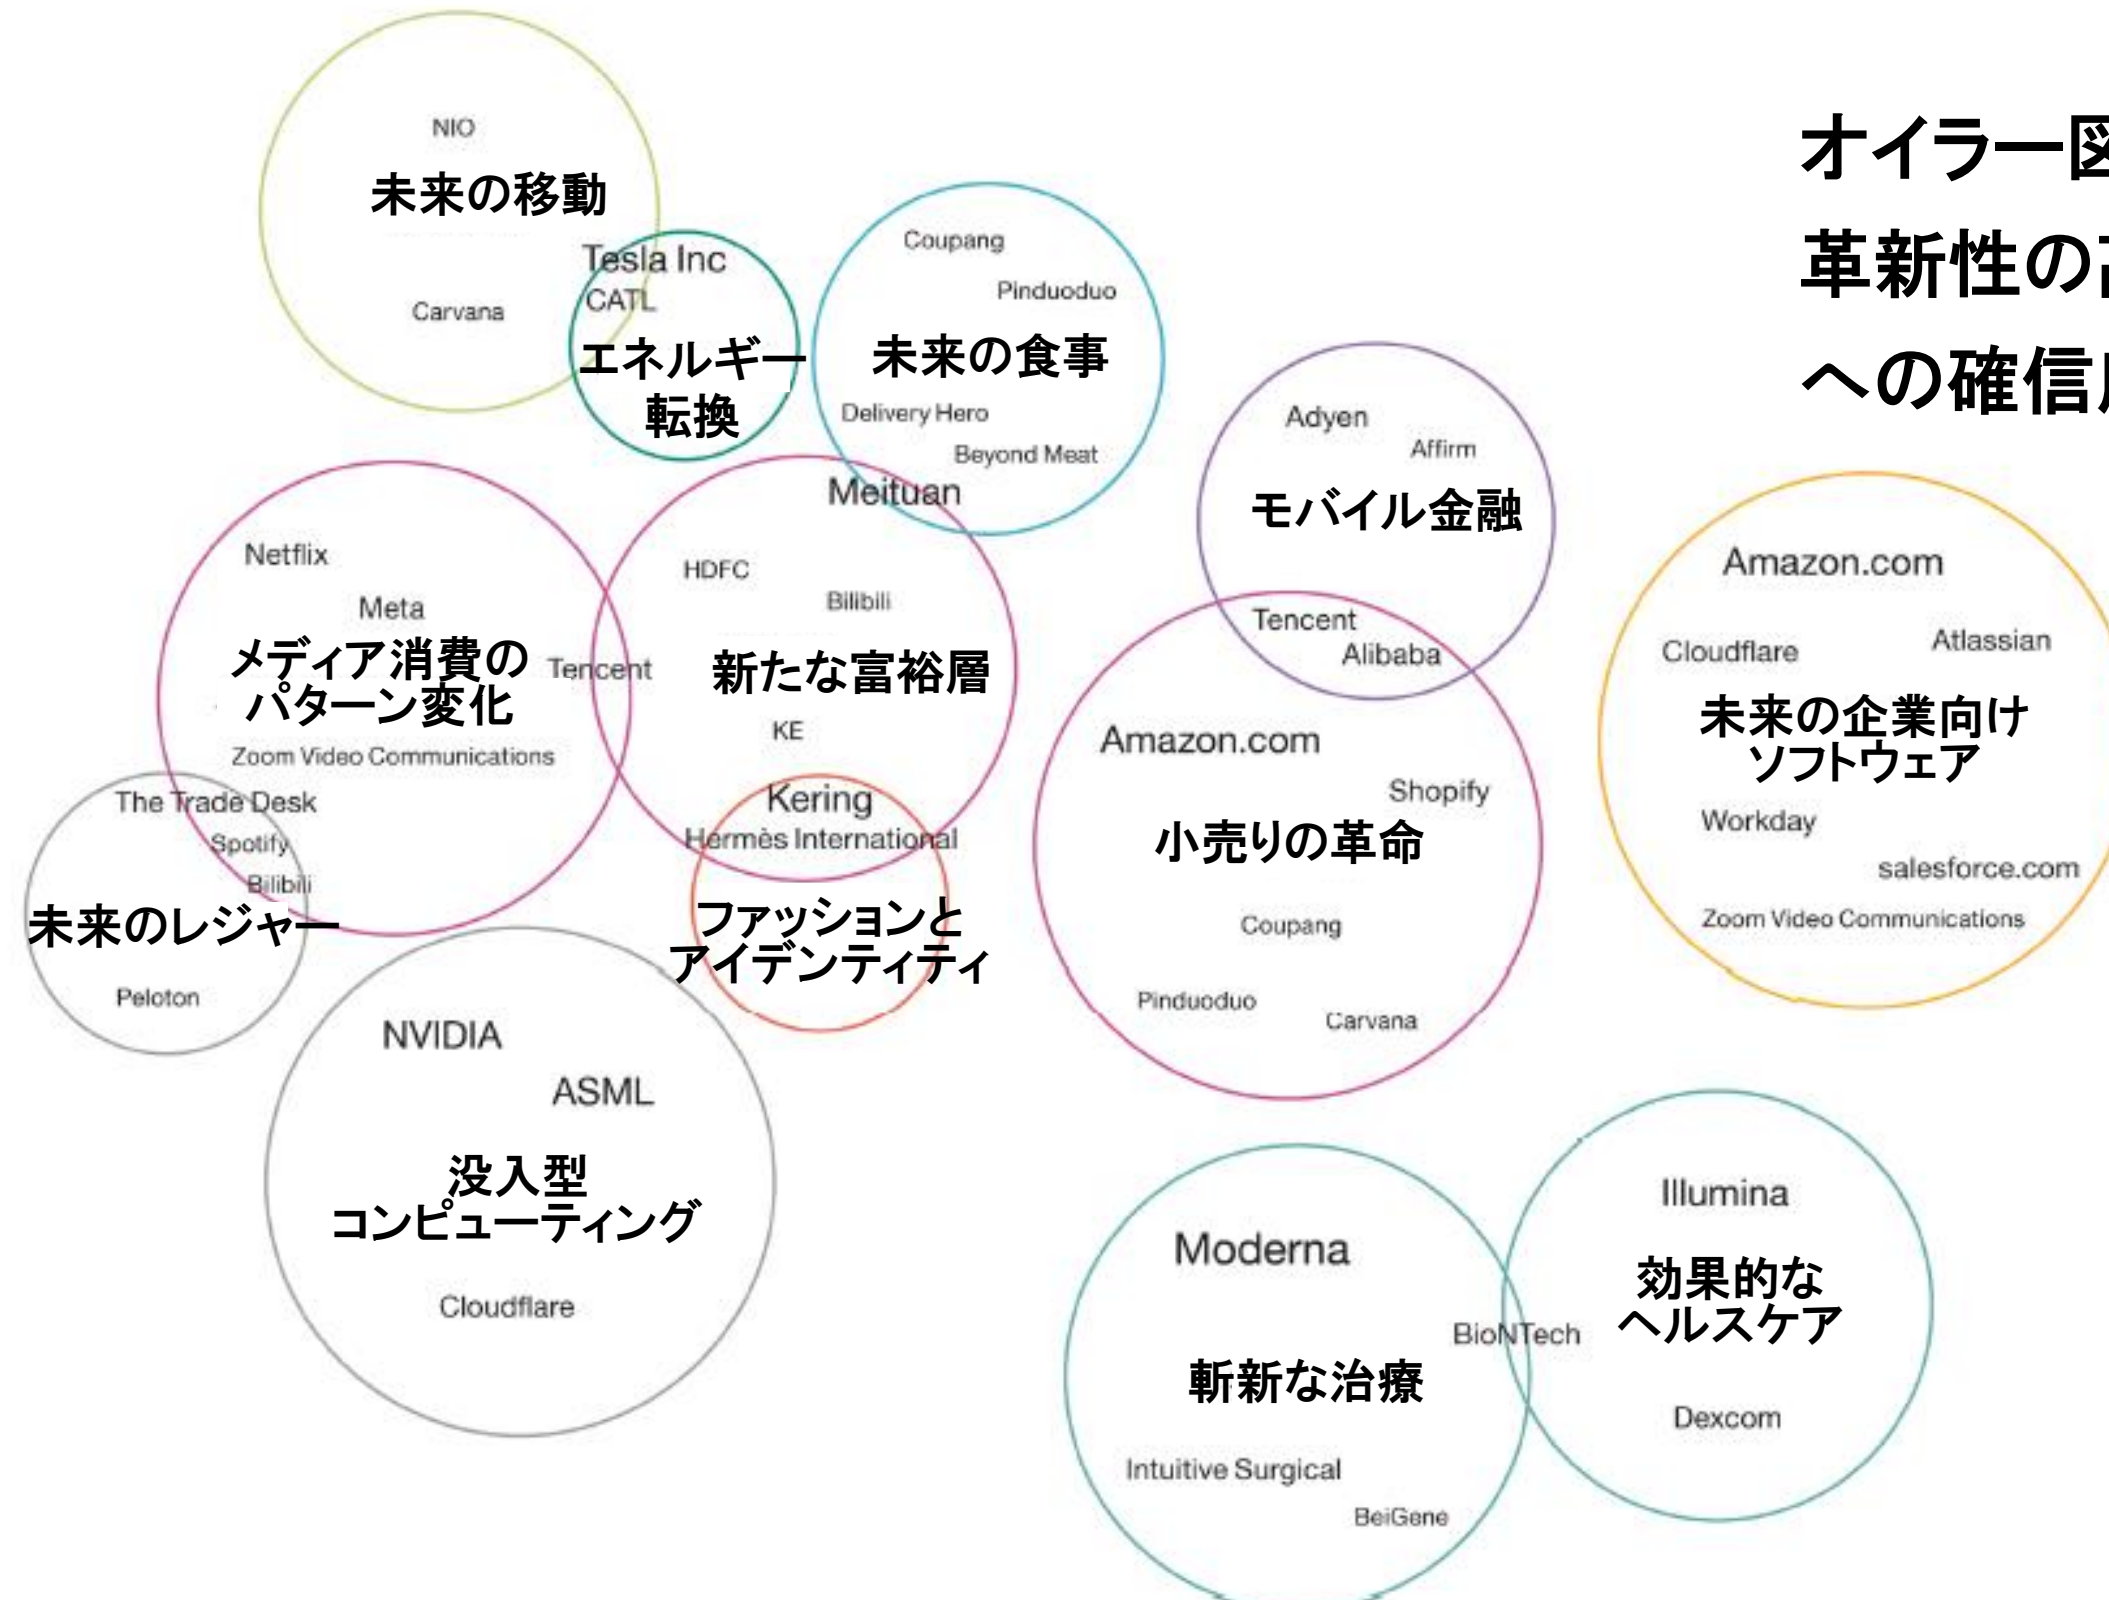 オイラー図
革新性の
への確信
NIO
未来の移動
Tesla Inc
CATL
Carvana
エネルギー
転換
Coupang
Pinduoduo
未来の食事
Delivery Hero
Beyond Meat
Meituan
Adyen
Affirm
モバイル金融
Tencent
Alibaba
Netflix
Meta
メディア消費の
パターン変化
Tencent
Zoom Video Communications
HDFC
Bilibili
新たな富裕層
KE
Kering
Hermès International
ファッションと
アイデンティティ
The Trade Desk
Spotify
Bilibili
未来のレジャー
Peloton
Amazon.com
Shopify
小売りの革命
Coupang
Pinduoduo
Carvana
Amazon.com
Cloudflare
Atlassian
未来の企業向け
ソフトウェア
Workday
salesforce.com
Zoom Video Communications
NVIDIA
ASML
没入型
コンピューティング
Cloudflare
Moderna
BioNTech
斬新な治療
Intuitive Surgical
BeiGene
Illumina
効果的な
ヘルスケア
Dexcom